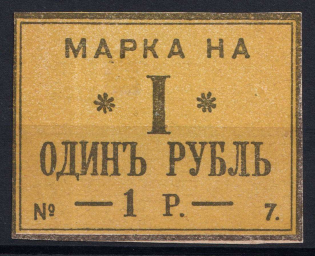 МАРКА НА
* I *
ОДИНЪ РУБЛЬ
№ — 1 Р. — 7.